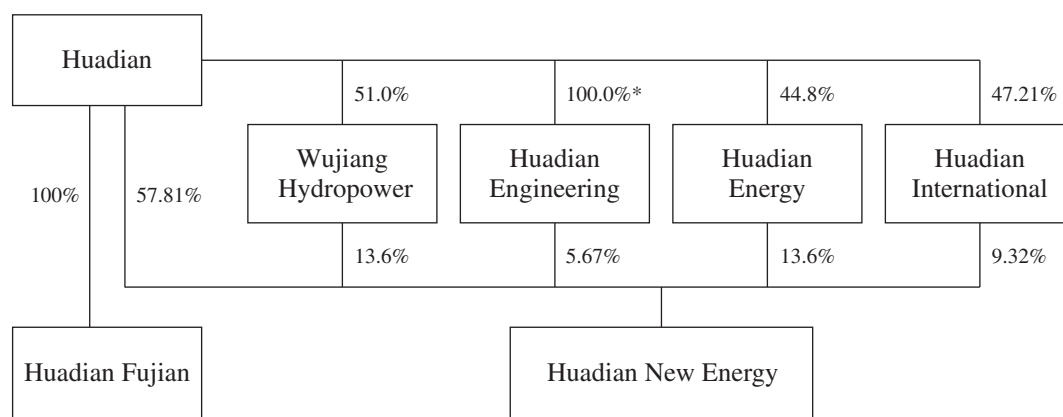 Huadian
51.0%
100.0%*
44.8%
47.21%
Wujiang
Hydropower
Huadian
Engineering
Huadian
Energy
Huadian
International
100%
57.81%
13.6%
5.67%
13.6%
9.32%
Huadian Fujian
Huadian New Energy